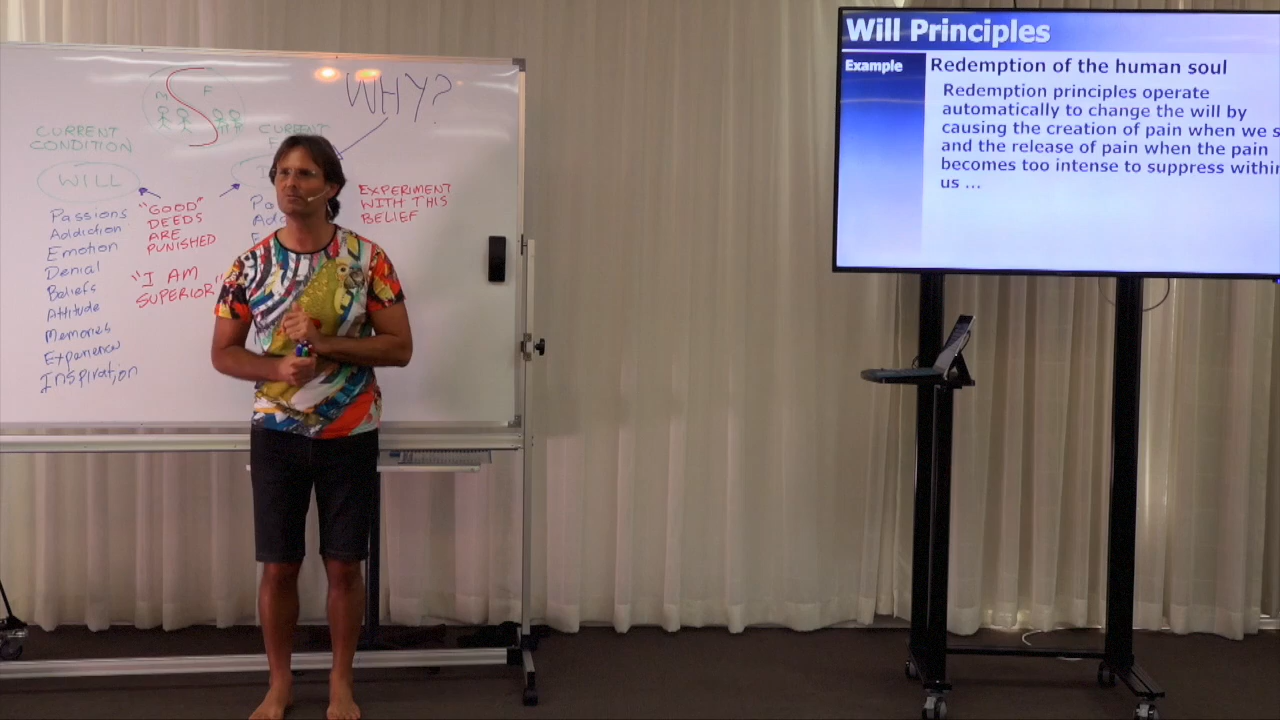 WHY?
M
F
CURRENT
CONDITION
WILL
Passions
Addiction
Emotion
Denial
Beliefs
Attitude
Memories
Experience
Inspiration
"GOOD"
DEEDS
ARE
PUNISHED
"I AM
SUPERIOR"
CURRENT
EXPERIMENT
WITH THIS
BELIEF
Will Principles
Example
Redemption of the human soul
Redemption principles operate
automatically to change the will by
causing the creation of pain when we s
and the release of pain when the pain
becomes too intense to suppress within
us ...